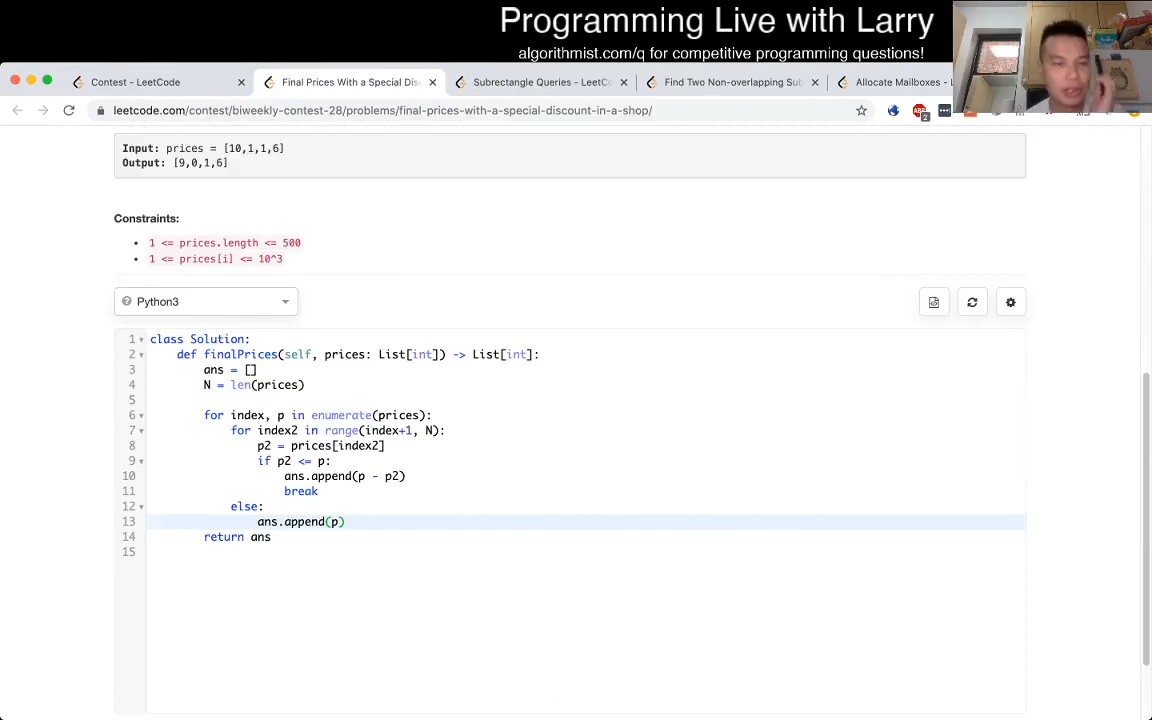 Programming Live with Larry
algorithmist.com/q for competitive programming questions!
Contest - LeetCode
Final Prices With a Special Dis
Subrectangle Queries - LeetCo
Find Two Non-overlapping Sub
Allocate Mailboxes - L
leetcode.com/contest/biweekly-contest-28/problems/final-prices-with-a-special-discount-in-a-shop/
Input: prices = [10,1,1,6]
Output: [9,0,1,6]
Constraints:
• 1 <= prices.length <= 500
• 1 <= prices[i] <= 10^3
Python3
1 class Solution:
2 def finalPrices(self, prices: List[int]) -> List[int]:
3 ans = []
4 N = len(prices)
5
6 for index, p in enumerate(prices):
7 for index2 in range(index+1, N):
8 p2 = prices[index2]
9 if p2 <= p:
10 ans.append(p - p2)
11 break
12 else:
13 ans.append(p)
14 return ans
15